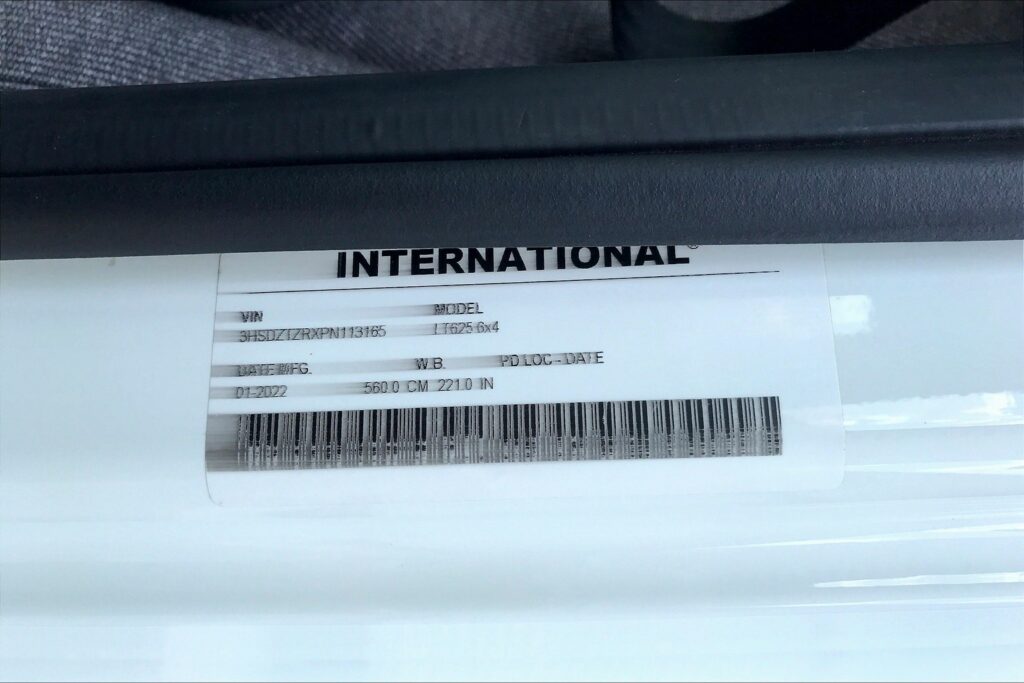 INTERNATIONAL®
VIN MODEL
3HSDZTZRXPN113165 LT625 6x4
DATE MFG. W.B. PD LOC - DATE
01-2022 560.0 CM 221.0 IN